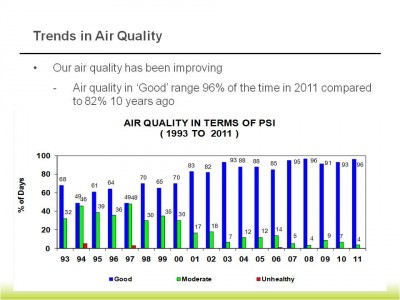 Trends in Air Quality
• Our air quality has been improving
- Air quality in ‘Good’ range 96% of the time in 2011 compared
to 82% 10 years ago
AIR QUALITY IN TERMS OF PSI
( 1993 TO 2011 )
% of Days
100
80
60
40
20
0
68 49 61 64 49 70 65 70 83 82 93 88 88 85 95 96 91 93 96
32 46 39 36 48 30 35 30 17 18 7 12 12 14 5 4 9 7 4
93 94 95 96 97 98 99 00 01 02 03 04 05 06 07 08 09 10 11
Good Moderate Unhealthy